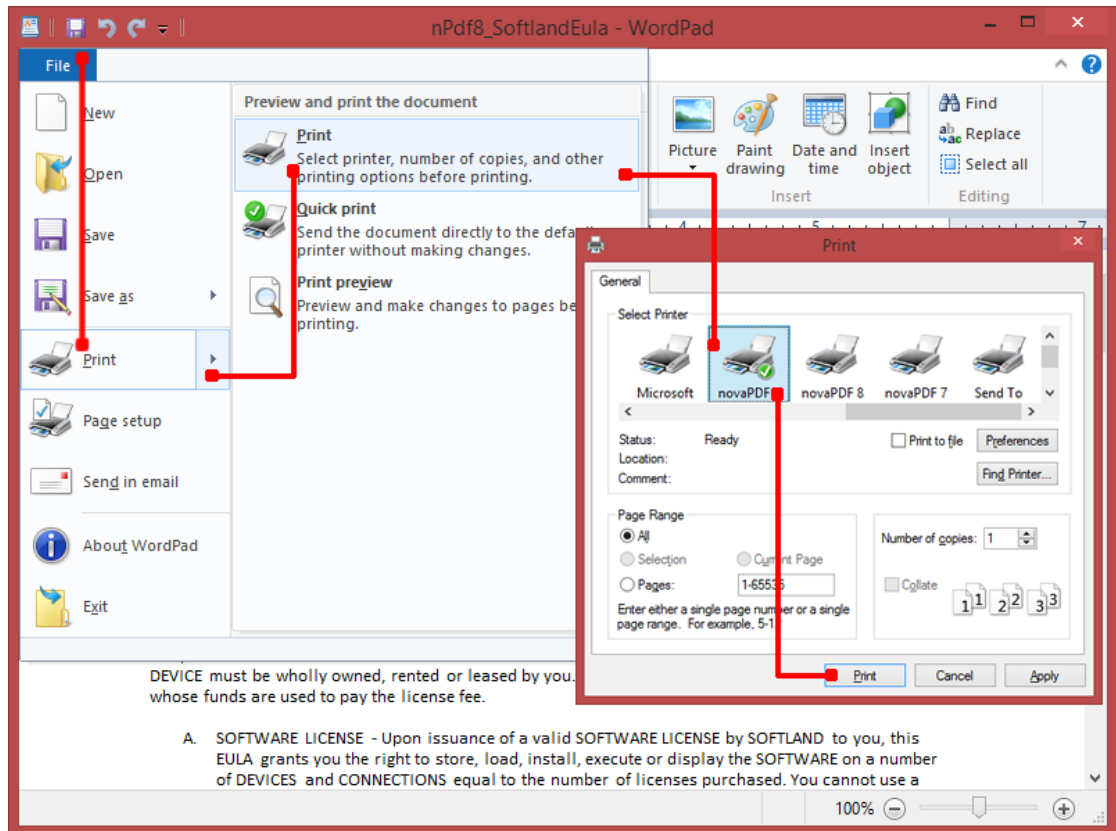 nPdf8_SoftlandEula - WordPad
File
New
Open
Save
Save as
Print
Page setup
Send in email
About WordPad
Exit
Preview and print the document
Print
Select printer, number of copies, and other
printing options before printing.
Quick print
Send the document directly to the
printer without making changes.
Print preview
Preview and make changes to pages
printing.
Picture
Paint
drawing
Date and
time
Insert
object
Insert
Find
Replace
Select all
Editing
4 5 7
Print
General
Select Printer
Microsoft
novaPDF
novaPDF 8
novaPDF 7
Send To
Status: Ready
Location:
Comment:
Print to file
Preferences
Find Printer...
Page Range
All
Selection
Current Page
Pages:
1-65535
Enter either a single page number or a single
page range. For example, 5-12
Number of copies: 1
Collate
1 1 2 2 3 3
Print
Cancel
Apply
DEVICE must be wholly owned, rented or leased by you.
whose funds are used to pay the license fee.
A. SOFTWARE LICENSE - Upon issuance of a valid SOFTWARE LICENSE by SOFTLAND to you, this
EULA grants you the right to store, load, install, execute or display the SOFTWARE on a number
of DEVICES and CONNECTIONS equal to the number of licenses purchased. You cannot use a
100%